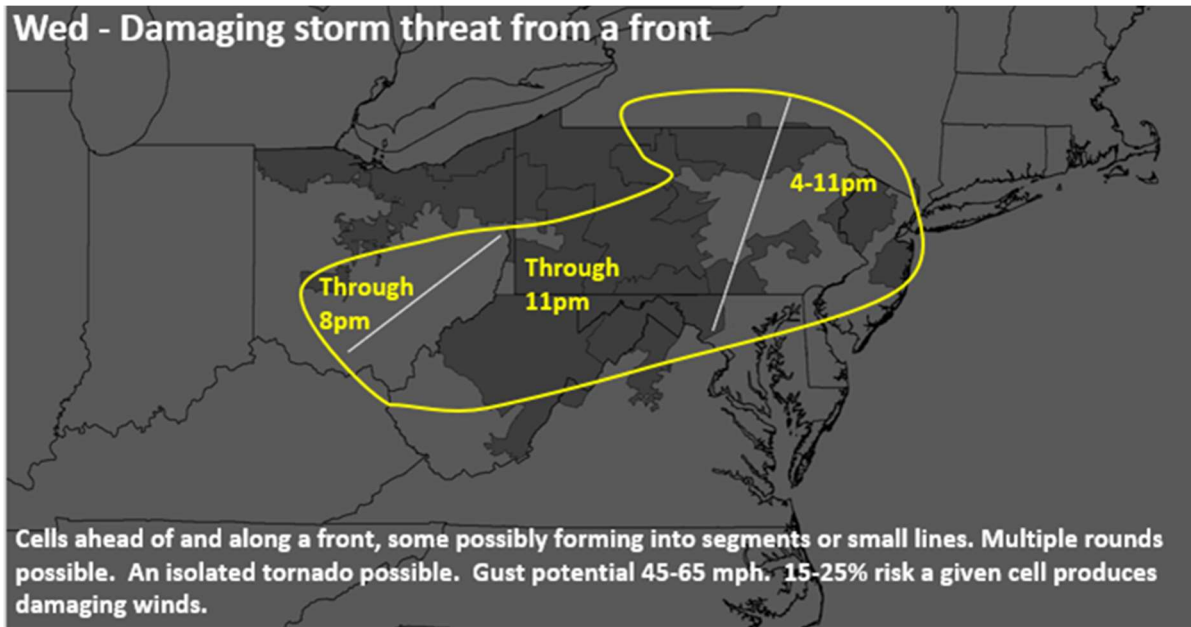 Wed - Damaging storm threat from a front
4-11pm
Through
8pm
Through
11pm
Cells ahead of and along a front, some possibly forming into segments or small lines. Multiple rounds
possible.  An isolated tornado possible.  Gust potential 45-65 mph.  15-25% risk a given cell produces
damaging winds.